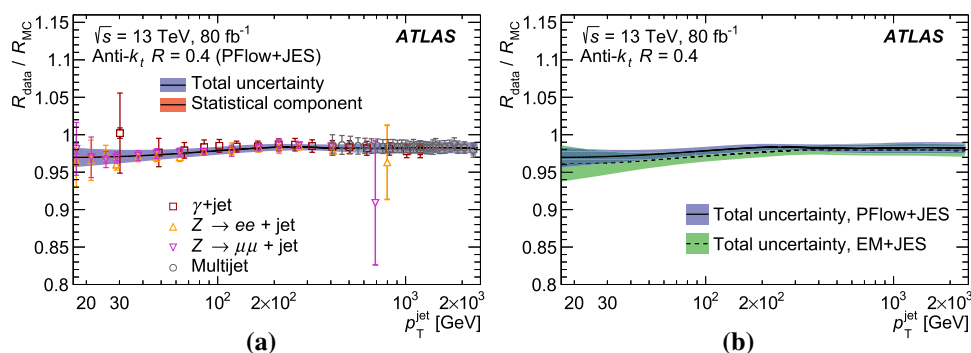 R_data / R_MC
1.15
1.1
1.05
1
0.95
0.9
0.85
0.8
√s = 13 TeV, 80 fb⁻¹
ATLAS
Anti-k_t R = 0.4 (PFlow+JES)
Total uncertainty
Statistical component
γ+jet
Z → ee + jet
Z → μμ + jet
Multijet
20 30 10² 2×10² 10³ 2×10³
p_T^jet [GeV]
(a)
R_data / R_MC
1.15
1.1
1.05
1
0.95
0.9
0.85
0.8
√s = 13 TeV, 80 fb⁻¹
ATLAS
Anti-k_t R = 0.4
Total uncertainty, PFlow+JES
Total uncertainty, EM+JES
20 30 10² 2×10² 10³ 2×10³
p_T^jet [GeV]
(b)